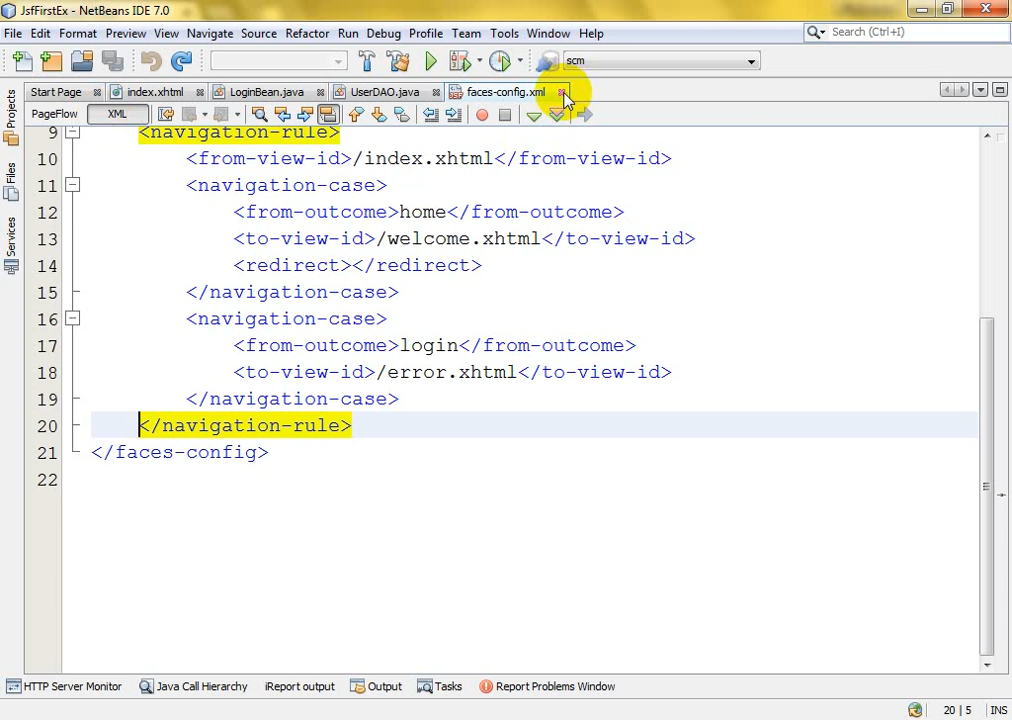 JsfFirstEx - NetBeans IDE 7.0
File Edit Format Preview View Navigate Source Refactor Run Debug Profile Team Tools Window Help
Search (Ctrl+I)
scm
Start Page index.xhtml LoginBean.java UserDAO.java faces-config.xml
PageFlow XML
Projects
Files
Services
9 <navigation-rule>
10 <from-view-id>/index.xhtml</from-view-id>
11 <navigation-case>
12 <from-outcome>home</from-outcome>
13 <to-view-id>/welcome.xhtml</to-view-id>
14 <redirect></redirect>
15 </navigation-case>
16 <navigation-case>
17 <from-outcome>login</from-outcome>
18 <to-view-id>/error.xhtml</to-view-id>
19 </navigation-case>
20 </navigation-rule>
21 </faces-config>
22
HTTP Server Monitor Java Call Hierarchy iReport output Output Tasks Report Problems Window
20 | 5 INS